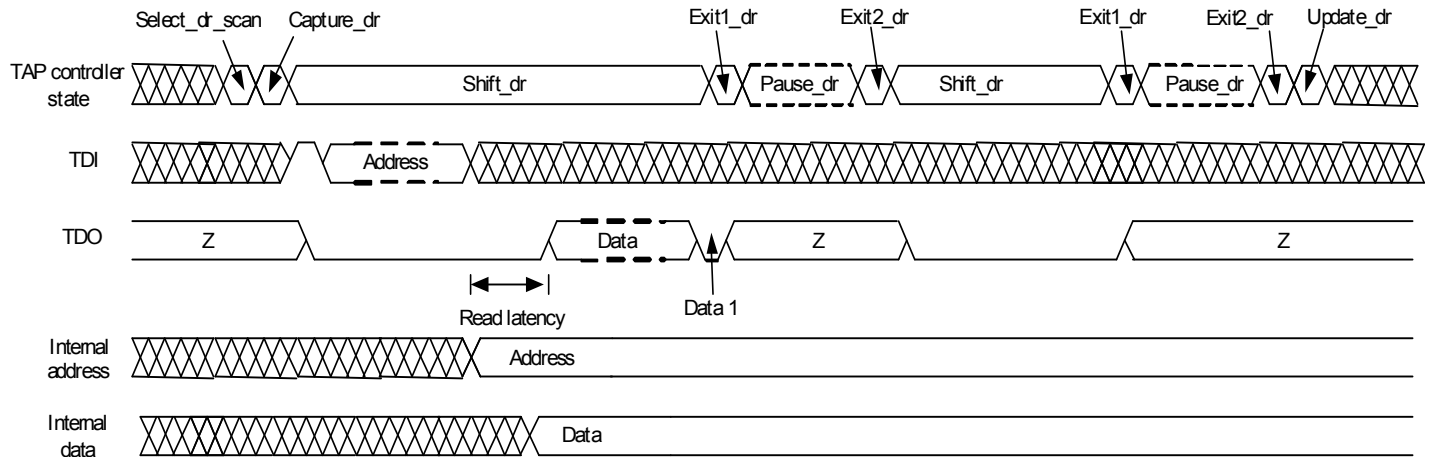 Select_dr_scan Capture_dr Exit1_dr Exit2_dr Exit1_dr Exit2_dr Update_dr
TAP controller state Shift_dr Pause_dr Shift_dr Pause_dr
TDI Address
TDO Z Data Z Z
Read latency Data 1
Internal address Address
Internal data Data